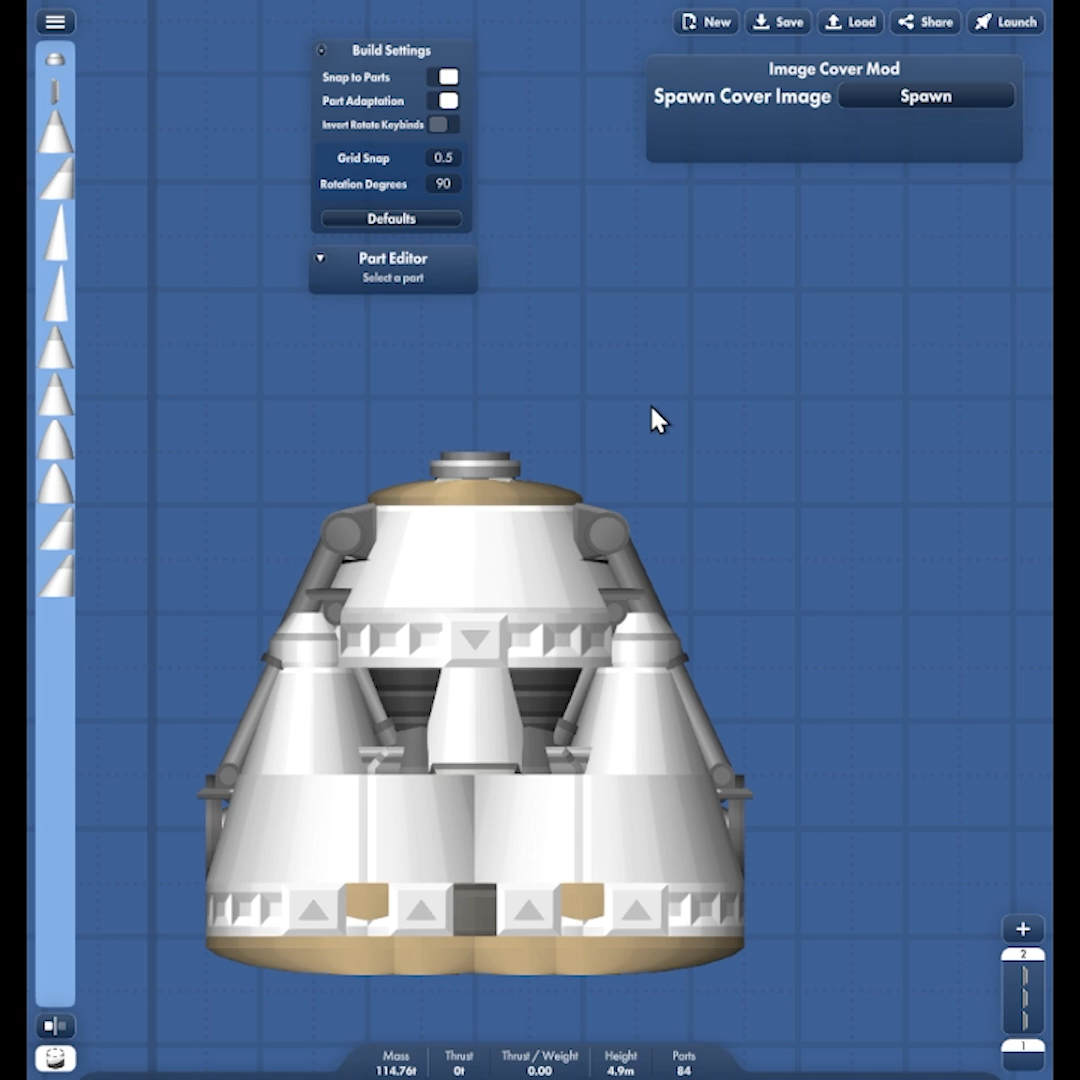 New Save Load Share Launch
Build Settings
Snap to Parts
Part Adaptation
Invert Rotate Keybinds
Grid Snap 0.5
Rotation Degrees 90
Defaults
Part Editor
Select a part
Image Cover Mod
Spawn Cover Image Spawn
+
2
1
Mass Thrust Thrust / Weight Height Parts
114.76t 0t 0.00 4.9m 84